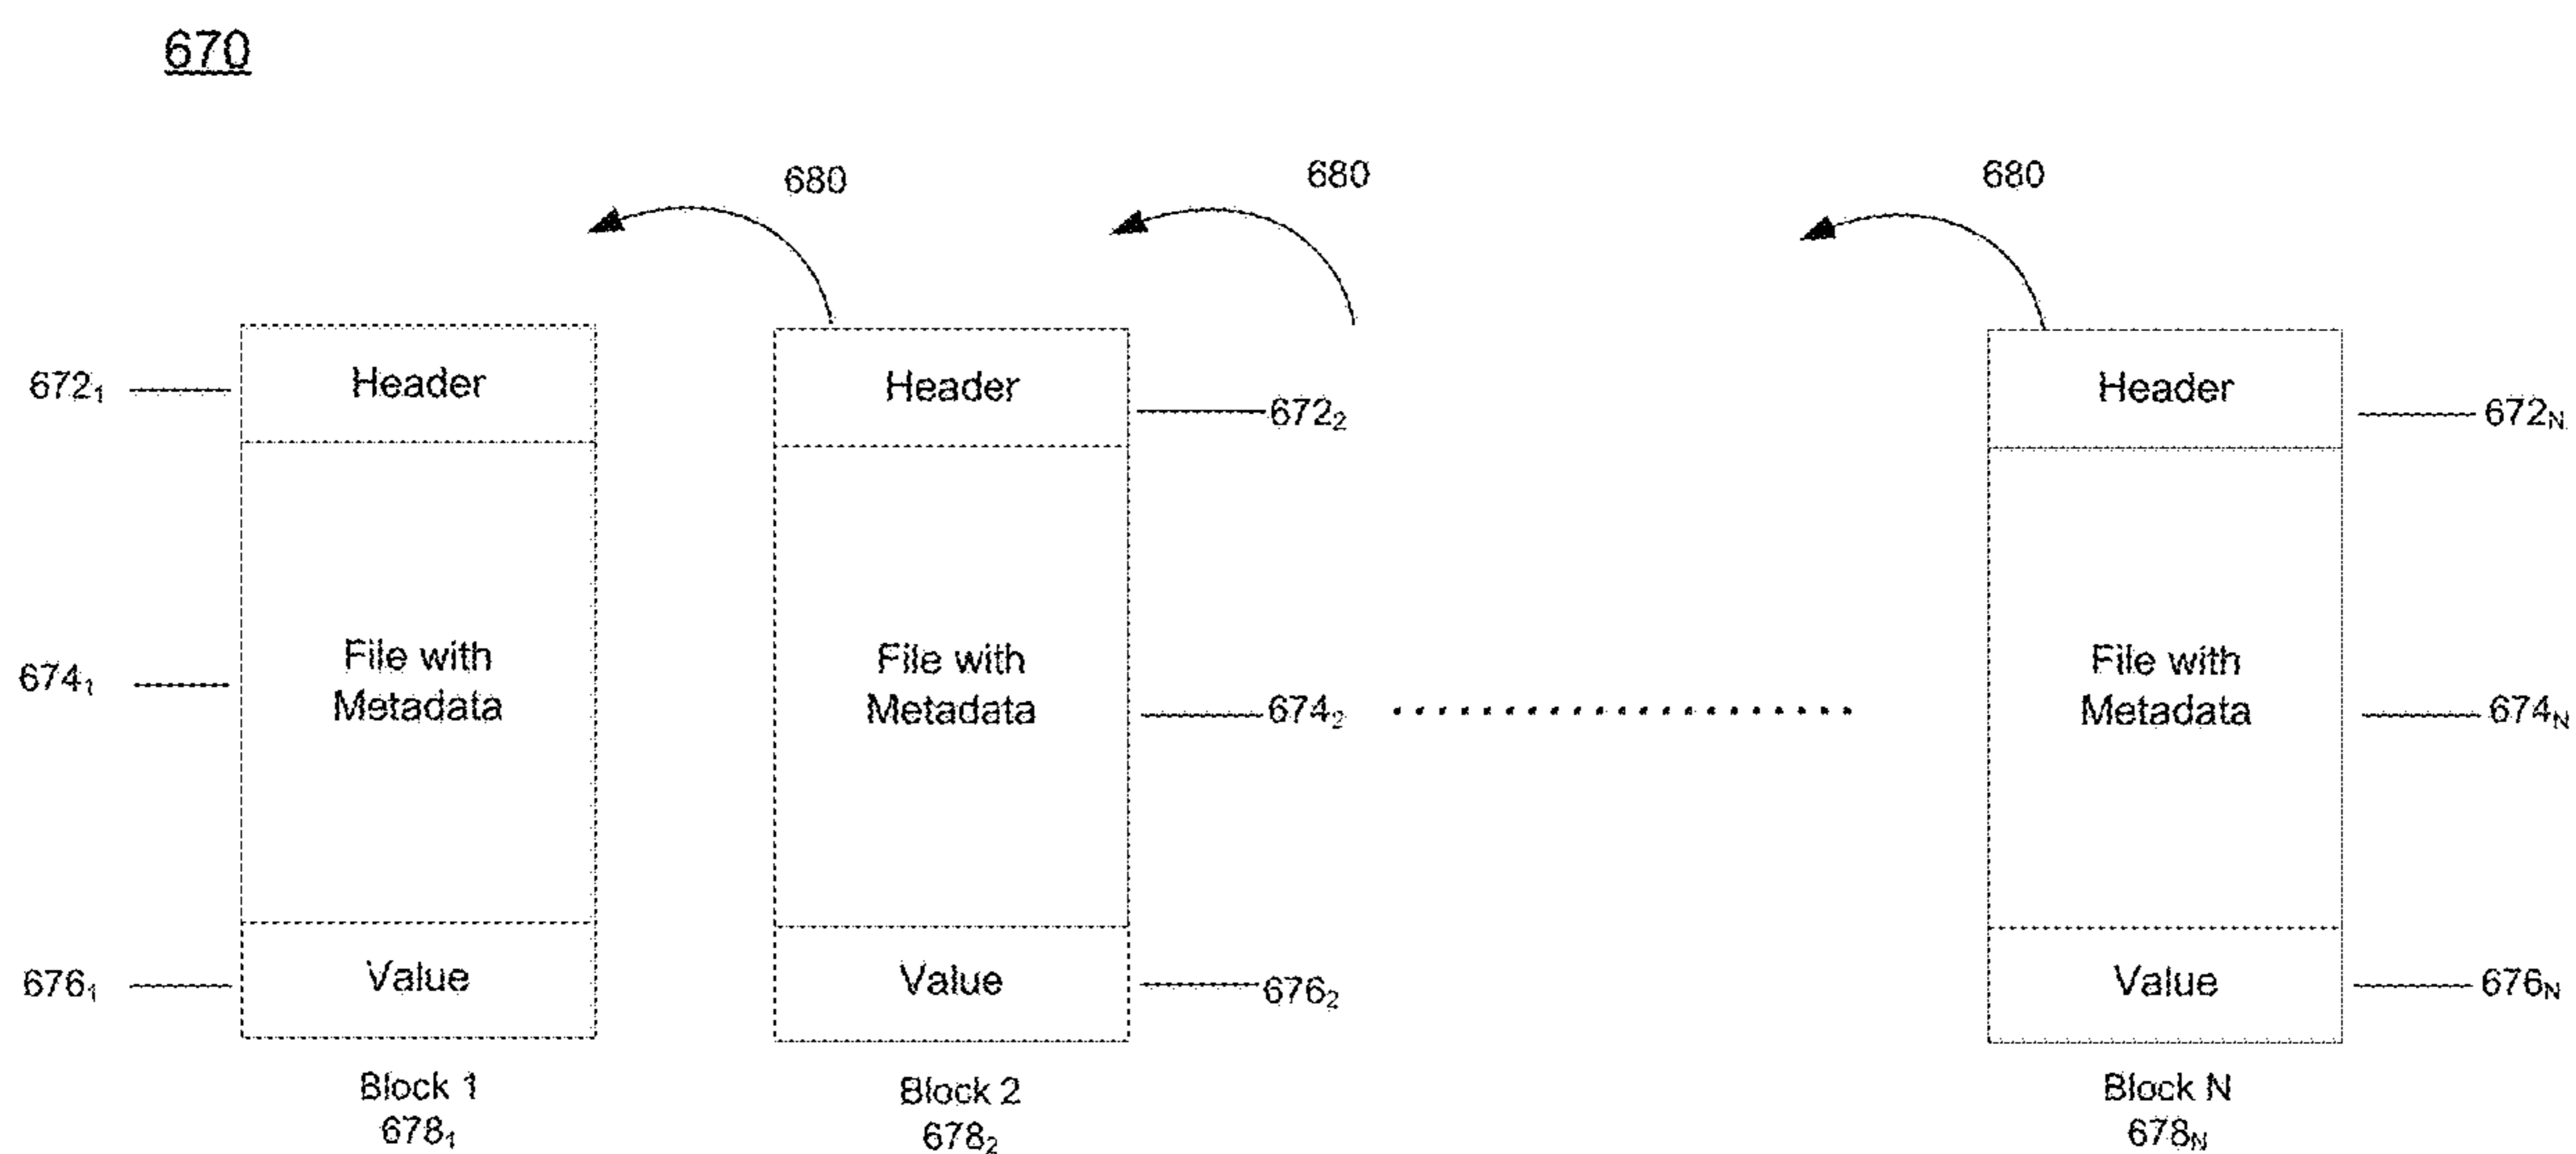 670
680 680 680
Header Header Header
672₁ 672₂ 672N
File with File with File with
Metadata Metadata Metadata
674₁ 674₂ 674N
Value Value Value
676₁ 676₂ 676N
Block 1 Block 2 Block N
678₁ 678₂ 678N